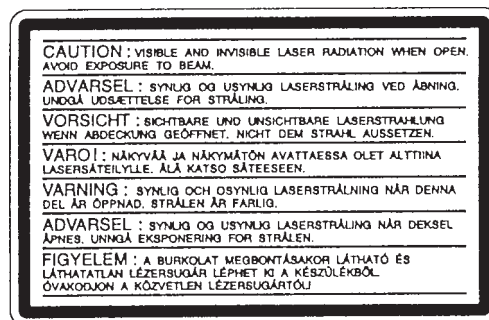 CAUTION : VISIBLE AND INVISIBLE LASER RADIATION WHEN OPEN.
AVOID EXPOSURE TO BEAM.
ADVARSEL : SYNLIG OG USYNLIG LASERSTRÅLING VED ÅBNING.
UNDGÅ UDSÆTTELSE FOR STRÅLING.
VORSICHT : SICHTBARE UND UNSICHTBARE LASERSTRAHLUNG
WENN ABDECKUNG GEÖFFNET. NICHT DEM STRAHL AUSSETZEN.
VARO! : NÄKYVÄÄ JA NÄKYMÄTÖN AVATTAESSA OLET ALTTIINA
LASERSÄTEILYLLE. ÄLÄ KATSO SÄTEESEEN.
VARNING : SYNLIG OCH OSYNLIG LASERSTRÅLNING NÄR DENNA
DEL ÄR ÖPPNAD. STRÅLEN ÄR FARLIG.
ADVARSEL : SYNLIG OG USYNLIG LASERSTRÅLING NÅR DEKSEL
ÅPNES. UNNGÅ EKSPONERING FOR STRÅLEN.
FIGYELEM : A BURKOLAT MEGBONTÁSAKOR LÁTHATÓ ÉS
LÁTHATATLAN LÉZERSUGÁR LÉPHET KI A KÉSZÜLÉKBŐL.
ÓVAKODJON A KÖZVETLEN LÉZERSUGÁRTÓL!